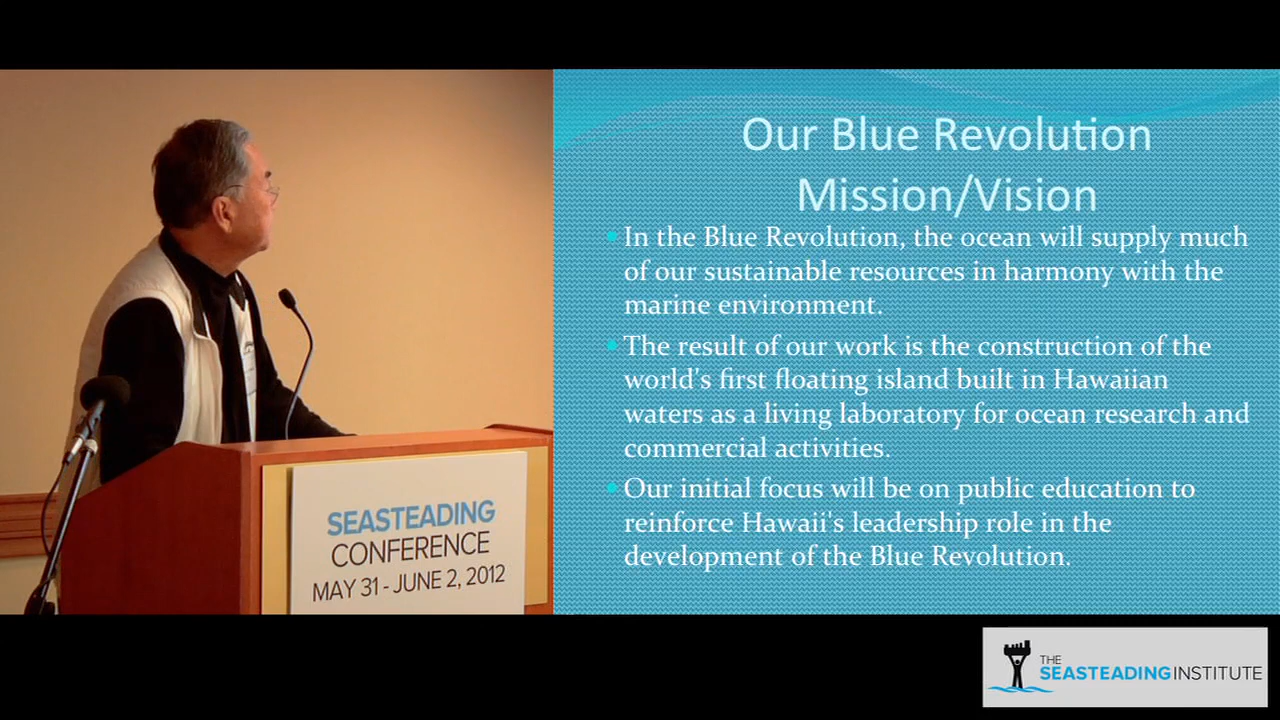 Our Blue Revolution
Mission/Vision
In the Blue Revolution, the ocean will supply much
of our sustainable resources in harmony with the
marine environment.
The result of our work is the construction of the
world's first floating island built in Hawaiian
waters as a living laboratory for ocean research and
commercial activities.
Our initial focus will be on public education to
reinforce Hawaii's leadership role in the
development of the Blue Revolution.
SEASTEADING
CONFERENCE
MAY 31 - JUNE 2, 2012
THE
SEASTEADING INSTITUTE